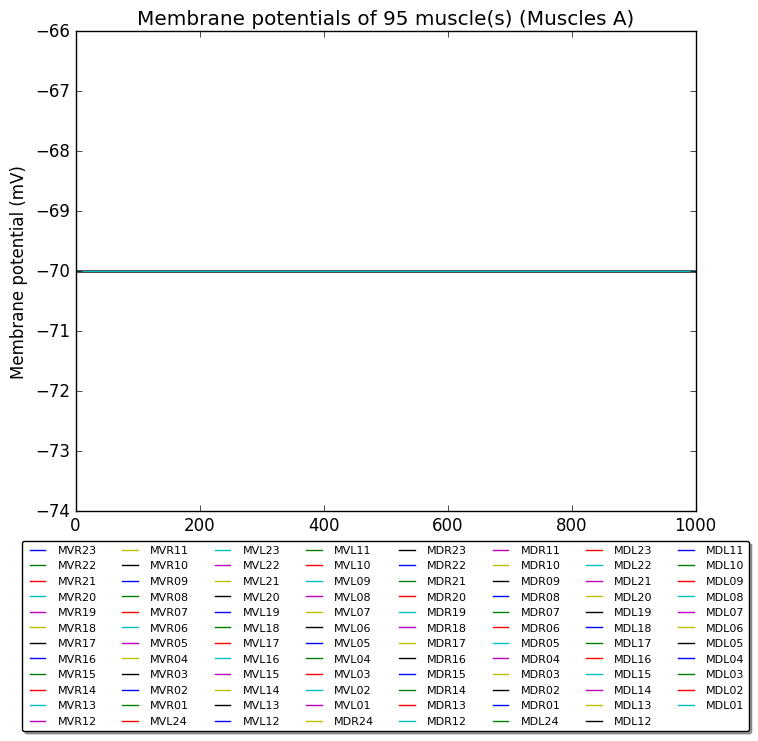 Membrane potentials of 95 muscle(s) (Muscles A)
Membrane potential (mV)
−66
−67
−68
−69
−70
−71
−72
−73
−74
0 200 400 600 800 1000
MVR23 MVR11 MVL23 MVL11 MDR23 MDR11 MDL23 MDL11
MVR22 MVR10 MVL22 MVL10 MDR22 MDR10 MDL22 MDL10
MVR21 MVR09 MVL21 MVL09 MDR21 MDR09 MDL21 MDL09
MVR20 MVR08 MVL20 MVL08 MDR20 MDR08 MDL20 MDL08
MVR19 MVR07 MVL19 MVL07 MDR19 MDR07 MDL19 MDL07
MVR18 MVR06 MVL18 MVL06 MDR18 MDR06 MDL18 MDL06
MVR17 MVR05 MVL17 MVL05 MDR17 MDR05 MDL17 MDL05
MVR16 MVR04 MVL16 MVL04 MDR16 MDR04 MDL16 MDL04
MVR15 MVR03 MVL15 MVL03 MDR15 MDR03 MDL15 MDL03
MVR14 MVR02 MVL14 MVL02 MDR14 MDR02 MDL14 MDL02
MVR13 MVR01 MVL13 MVL01 MDR13 MDR01 MDL13 MDL01
MVR12 MVL24 MVL12 MDR24 MDR12 MDL24 MDL12